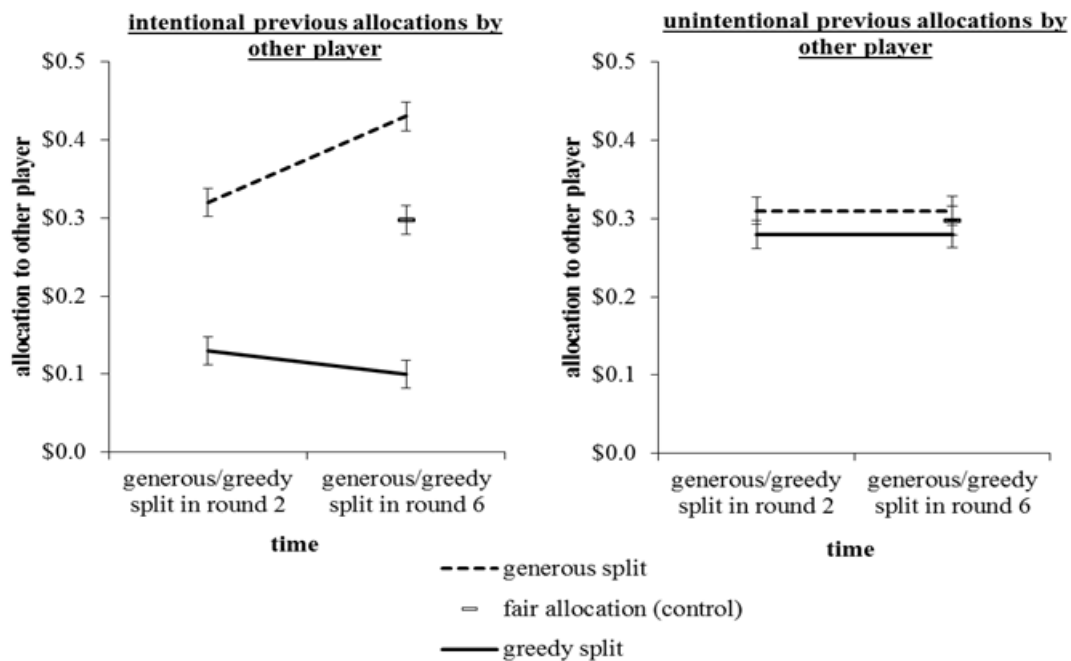 intentional previous allocations by
other player
$0.5
$0.4
$0.3
$0.2
$0.1
$0.0
allocation to other player
generous/greedy
split in round 2
generous/greedy
split in round 6
time
unintentional previous allocations by
other player
$0.5
$0.4
$0.3
$0.2
$0.1
$0.0
allocation to other player
generous/greedy
split in round 2
generous/greedy
split in round 6
time
generous split
fair allocation (control)
greedy split